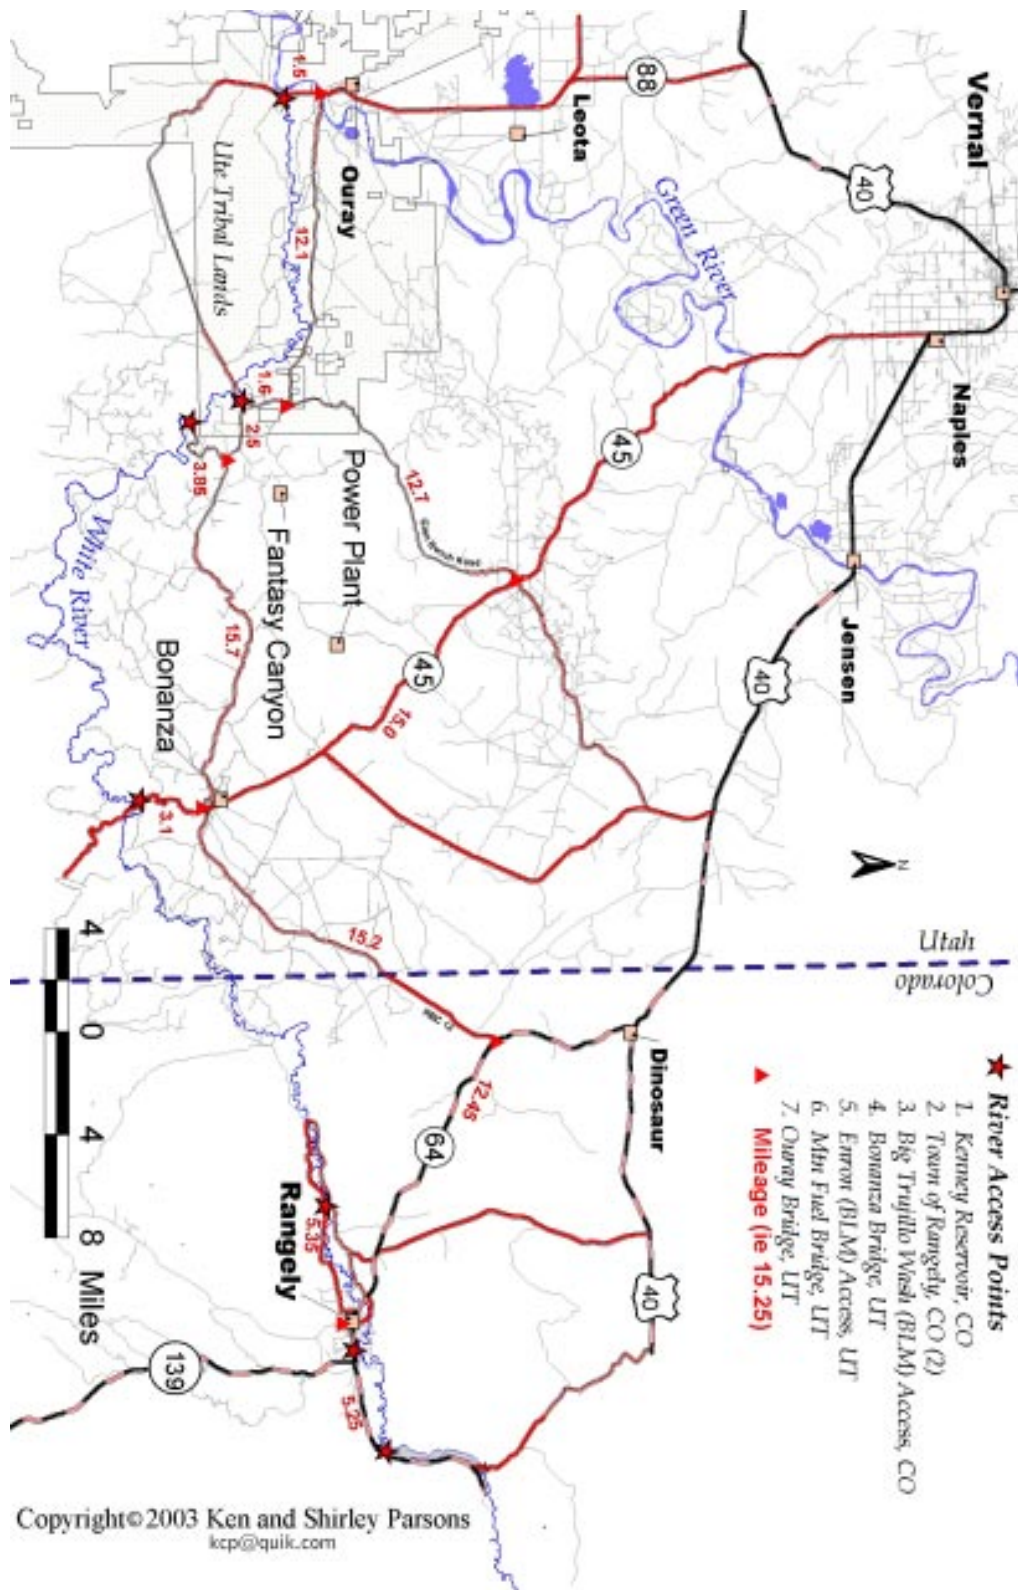 Vernal
88
Leota
40
1.5
Ouray
Green River
Ute Tribal Lands
12.1
Naples
45
1.6
2.5
3.85
12.7
Power Plant
Fantasy Canyon
Jensen
40
White River
15.7
Bonanza
45
15.0
3.1
N
15.2
Utah
Colorado
Dinosaur
12.45
64
Rangely
5.35
40
139
5.25
4 0 4 8 Miles
River Access Points
1. Kenney Reservoir, CO
2. Town of Rangely, CO (2)
3. Big Trujillo Wash (BLM) Access, CO
4. Bonanza Bridge, UT
5. Enron (BLM) Access, UT
6. Mtn Fuel Bridge, UT
7. Ouray Bridge, UT
Mileage (ie 15.25)
Copyright©2003 Ken and Shirley Parsons
kcp@quik.com